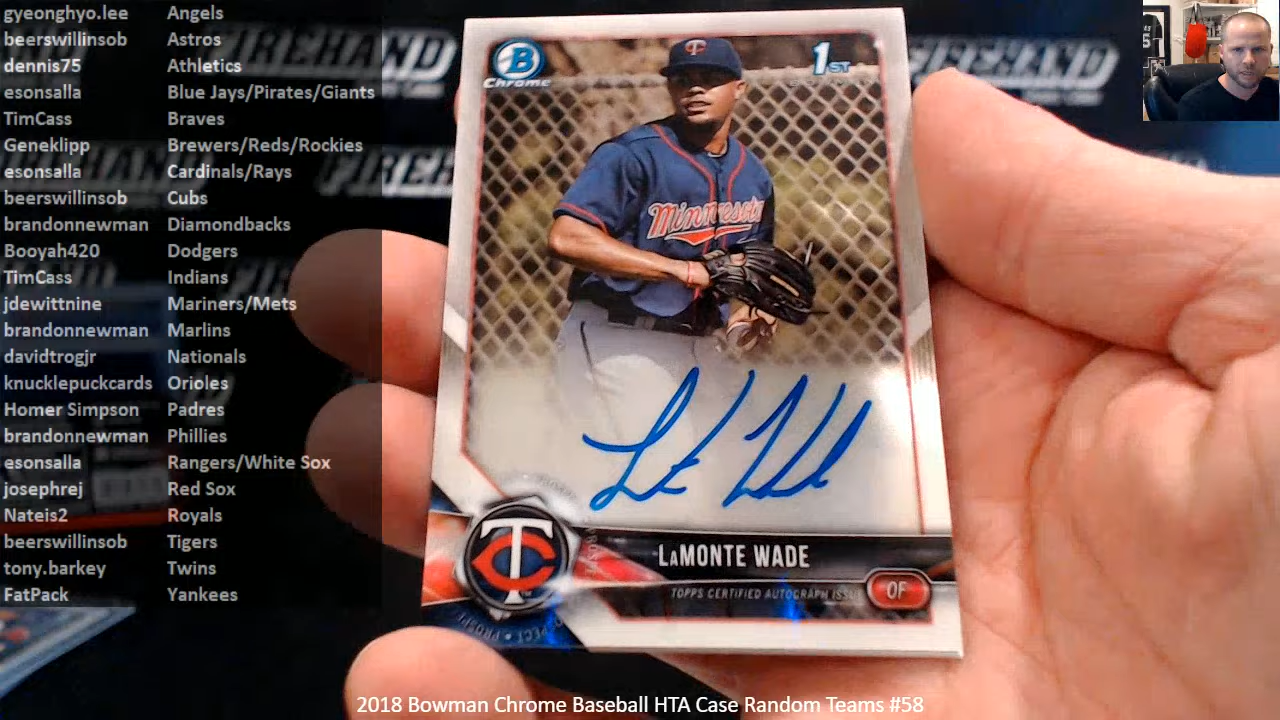 gyeonghyo.lee Angels
beerswillinsob Astros
dennis75 Athletics
esonsalla Blue Jays/Pirates/Giants
TimCass Braves
Geneklipp Brewers/Reds/Rockies
esonsalla Cardinals/Rays
beerswillinsob Cubs
brandonnewman Diamondbacks
Booyah420 Dodgers
TimCass Indians
jdewittnine Mariners/Mets
brandonnewman Marlins
davidtrogjr Nationals
knucklepuckcards Orioles
Homer Simpson Padres
brandonnewman Phillies
esonsalla Rangers/White Sox
josephrej Red Sox
Nateis2 Royals
beerswillinsob Tigers
tony.barkey Twins
FatPack Yankees
FIREHAND
B
Chrome
1ST
Minnesota
TC
LAMONTE WADE
TOPPS CERTIFIED AUTOGRAPH ISSUE
OF
2018 Bowman Chrome Baseball HTA Case Random Teams #58